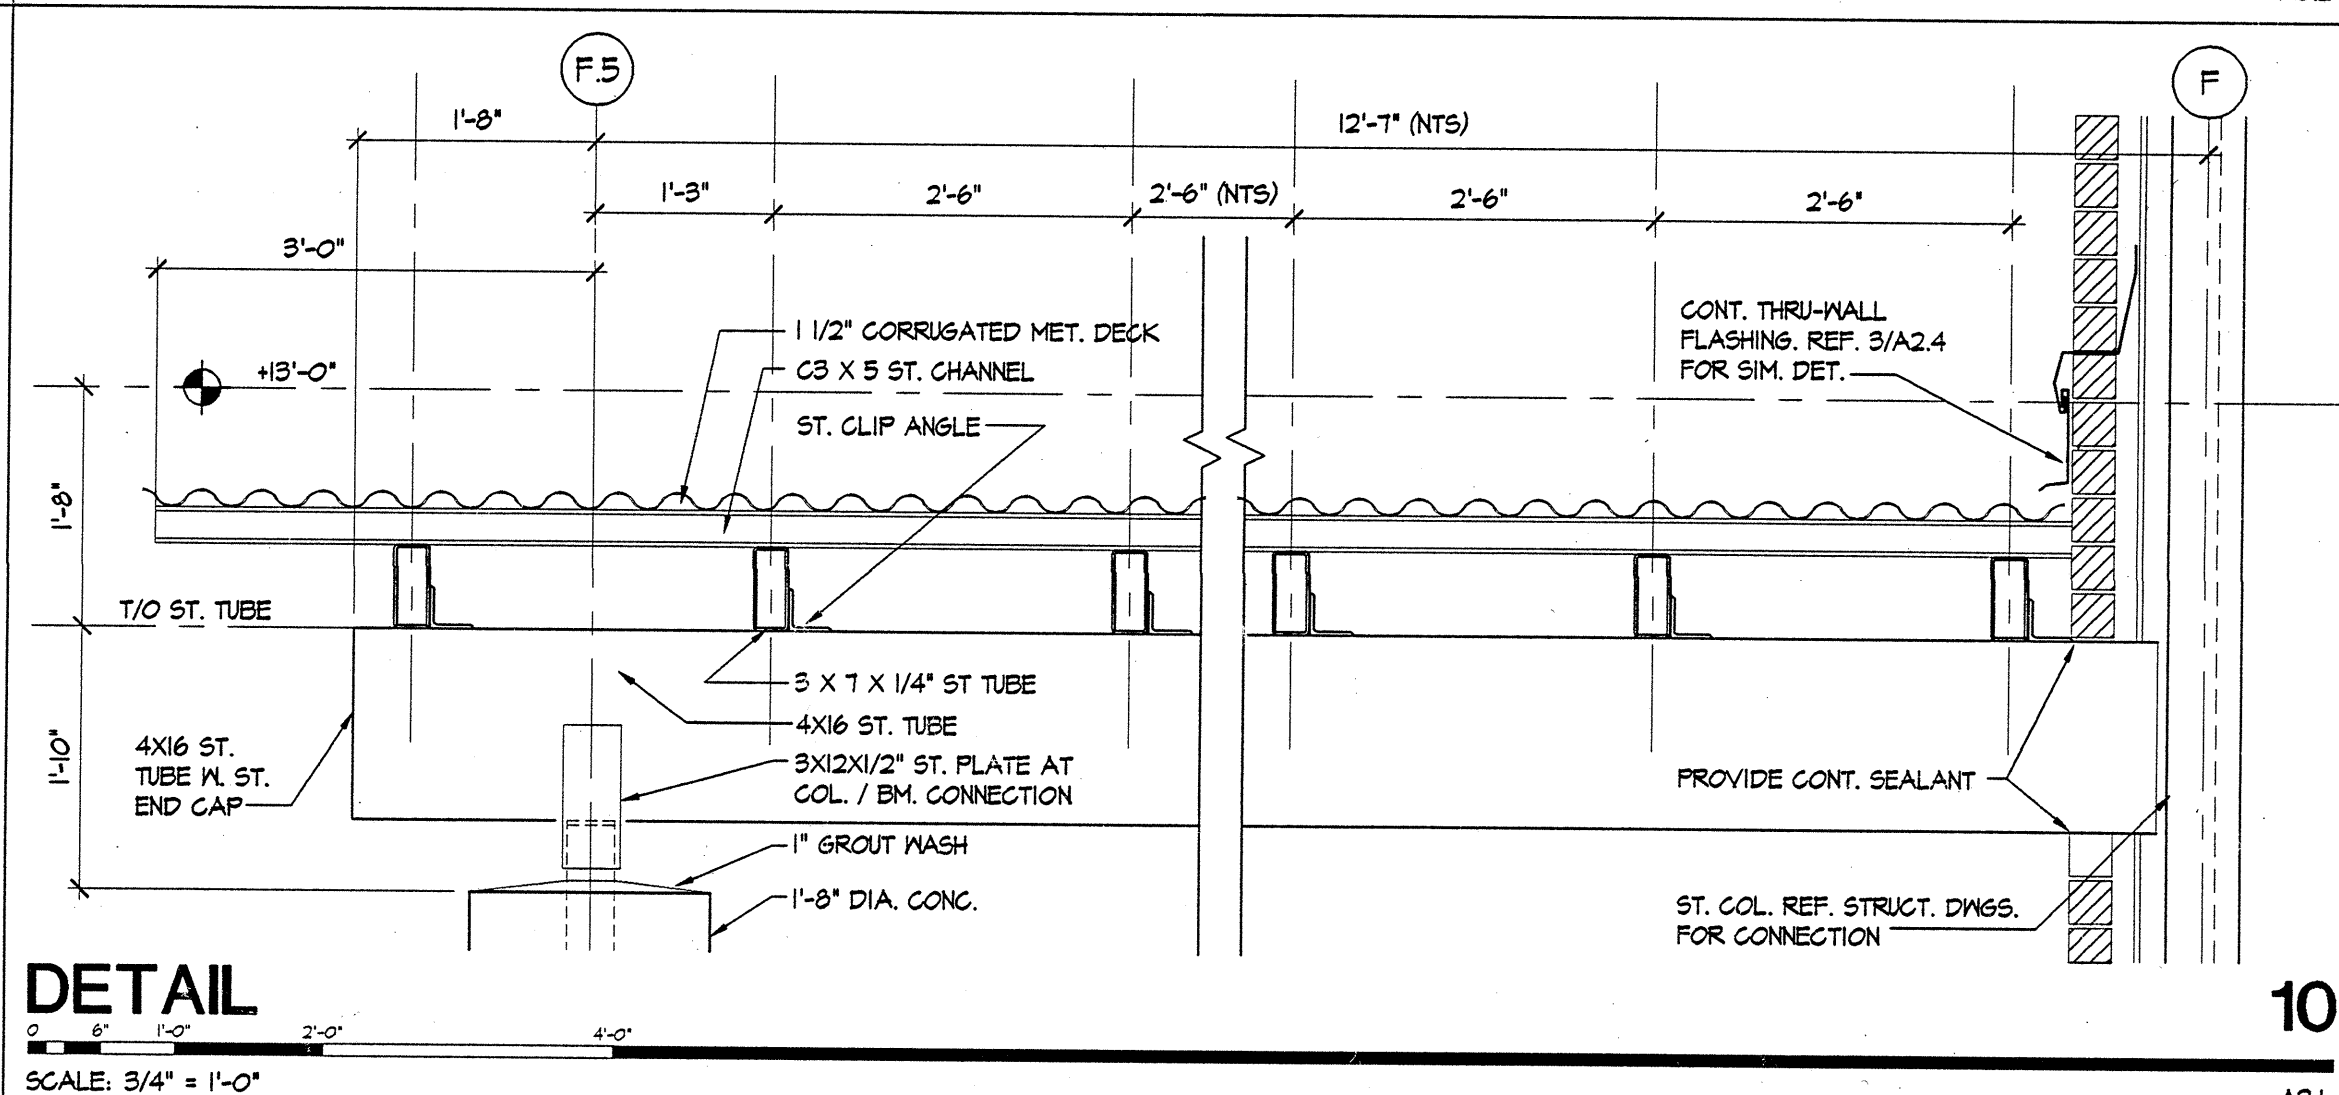 F.5
F
1'-8"
12'-7" (NTS)
1'-3"
2'-6"
2'-6" (NTS)
2'-6"
2'-6"
3'-0"
+13'-0"
1 1/2" CORRUGATED MET. DECK
C3 X 5 ST. CHANNEL
ST. CLIP ANGLE
CONT. THRU-WALL
FLASHING. REF. 3/A2.4
FOR SIM. DET.
1'-8"
T/O ST. TUBE
3 X 7 X 1/4" ST TUBE
4X16 ST. TUBE
3X12X1/2" ST. PLATE AT
COL. / BM. CONNECTION
1'-10"
4X16 ST.
TUBE W. ST.
END CAP
PROVIDE CONT. SEALANT
1" GROUT WASH
1'-8" DIA. CONC.
ST. COL. REF. STRUCT. DWGS.
FOR CONNECTION
DETAIL
10
0 6" 1'-0" 2'-0" 4'-0"
SCALE: 3/4" = 1'-0"